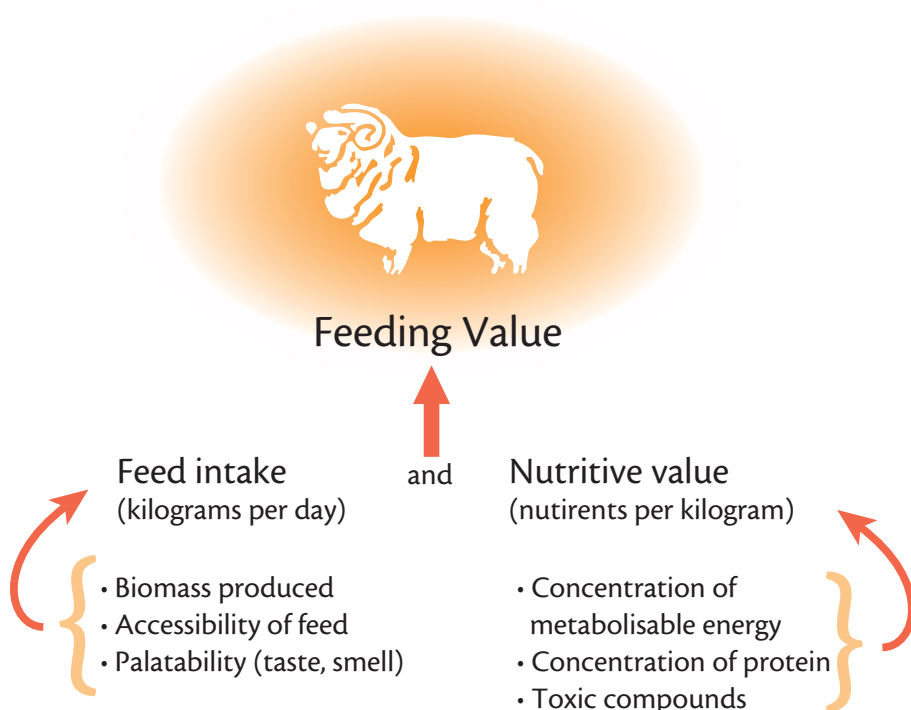 Feeding Value
Feed intake
(kilograms per day)
and
Nutritive value
(nutirents per kilogram)
• Biomass produced
• Accessibility of feed
• Palatability (taste, smell)
• Concentration of
metabolisable energy
• Concentration of protein
• Toxic compounds